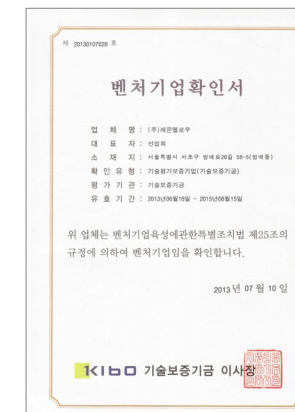 제 20130107028 호
벤처기업확인서
업 체 명 : (주)레몬옐로우
대 표 자 : 선섭희
소 재 지 : 서울특별시 서초구 방배로28길 58-5(방배동)
확 인 유 형 : 기술평가보증기업(기술보증기금)
평 가 기 관 : 기술보증기금
유 효 기 간 : 2013년08월16일 ~ 2015년08월15일
위 업체는 벤처기업육성에관한특별조치법 제25조의
규정에 의하여 벤처기업임을 확인합니다.
2013 년 07 월 10 일
KIBO 기술보증기금 이사장